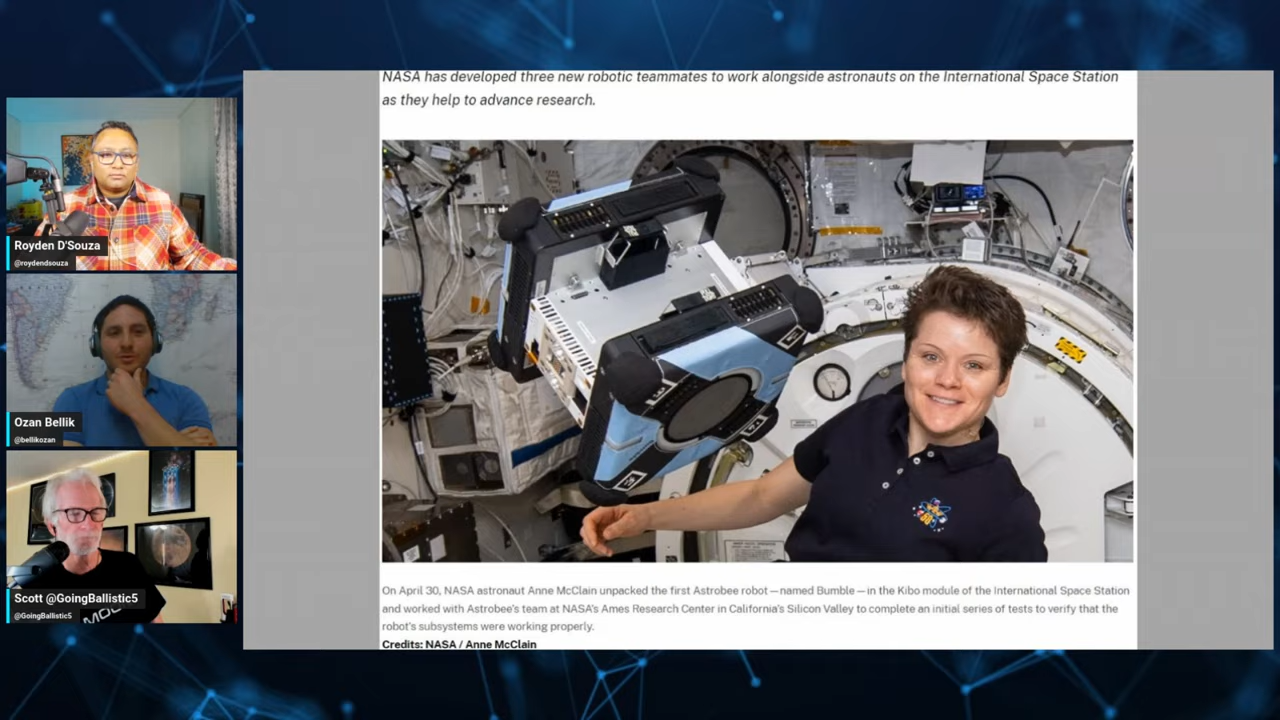 NASA has developed three new robotic teammates to work alongside astronauts on the International Space Station
as they help to advance research.
Royden D'Souza
@roydendsouza
Ozan Bellik
@bellikozan
Scott @GoingBallistic5
@GoingBallistic5
On April 30, NASA astronaut Anne McClain unpacked the first Astrobee robot — named Bumble — in the Kibo module of the International Space Station
and worked with Astrobee's team at NASA's Ames Research Center in California's Silicon Valley to complete an initial series of tests to verify that the
robot's subsystems were working properly.
Credits: NASA / Anne McClain